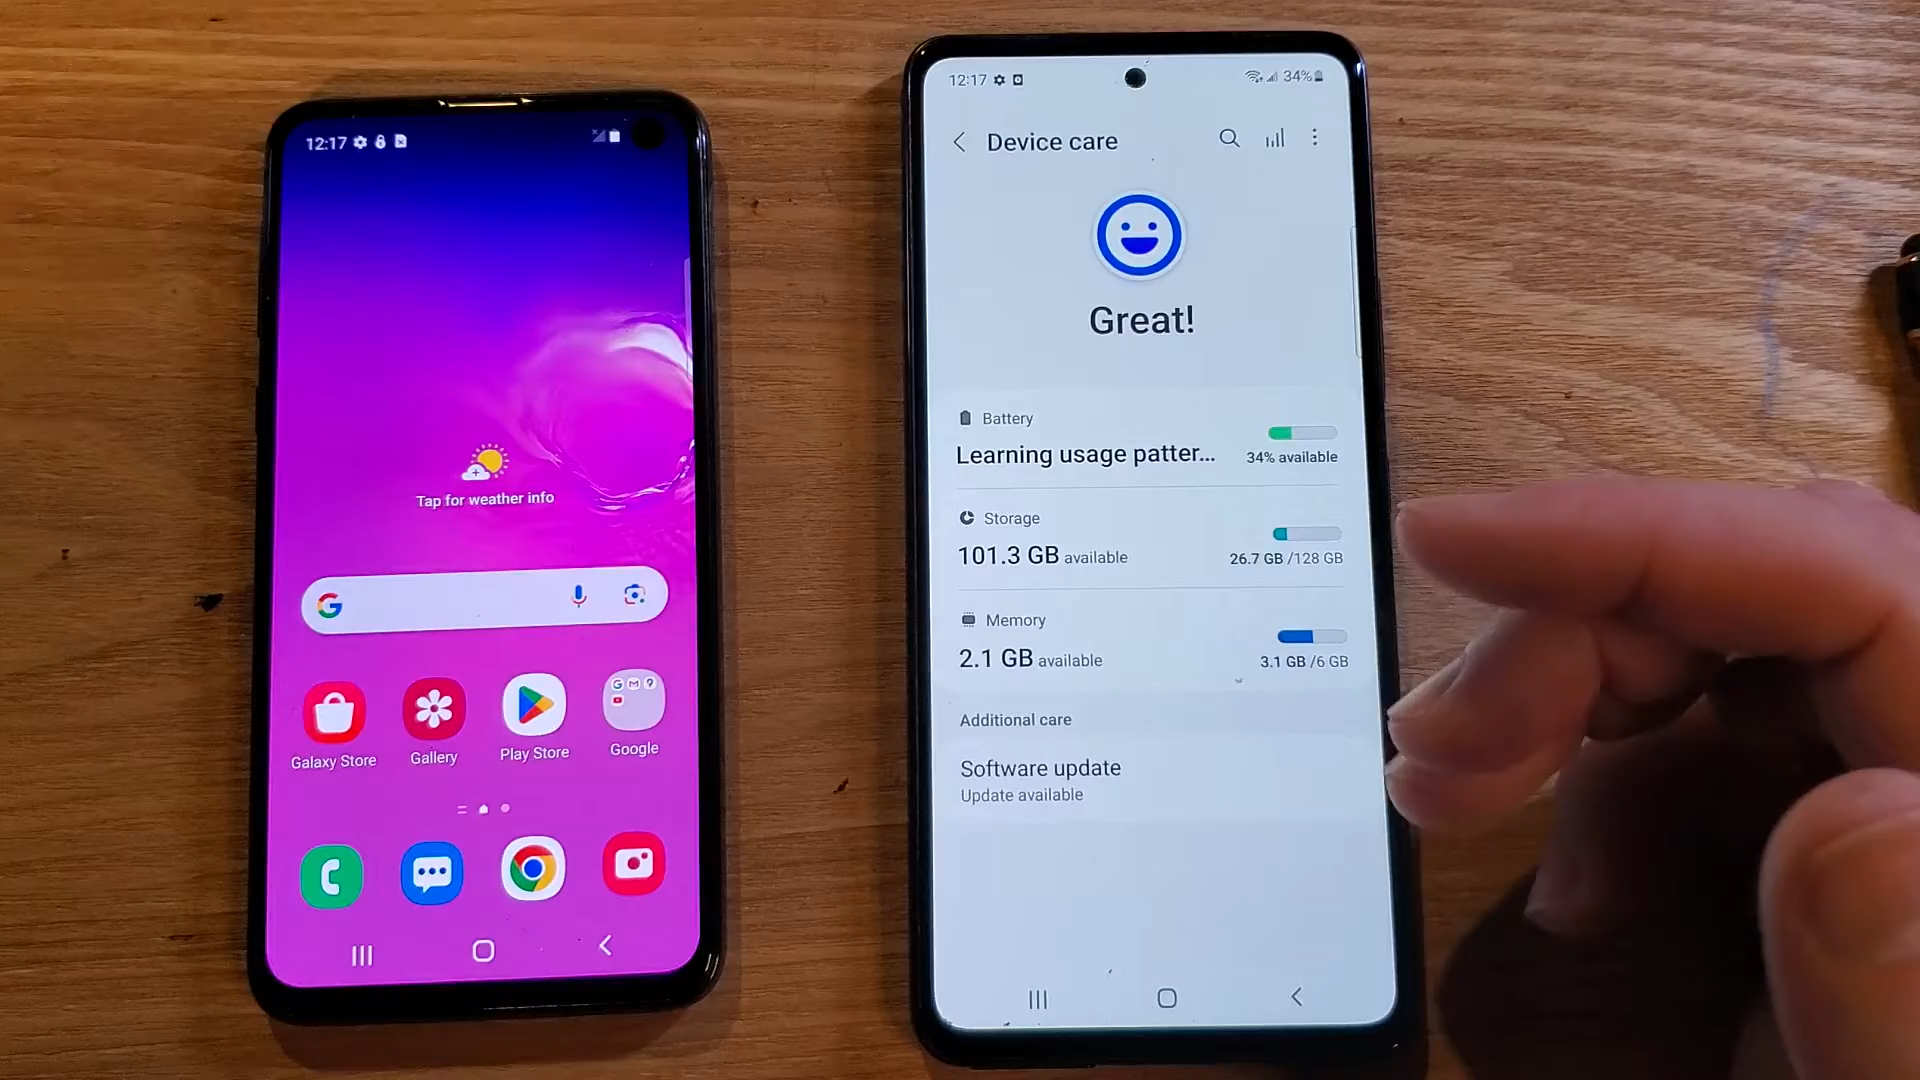 12:17
Tap for weather info
Galaxy Store
Gallery
Play Store
Google
12:17
34%
Device care
Great!
Battery
Learning usage patter...
34% available
Storage
101.3 GB available
26.7 GB /128 GB
Memory
2.1 GB available
3.1 GB /6 GB
Additional care
Software update
Update available